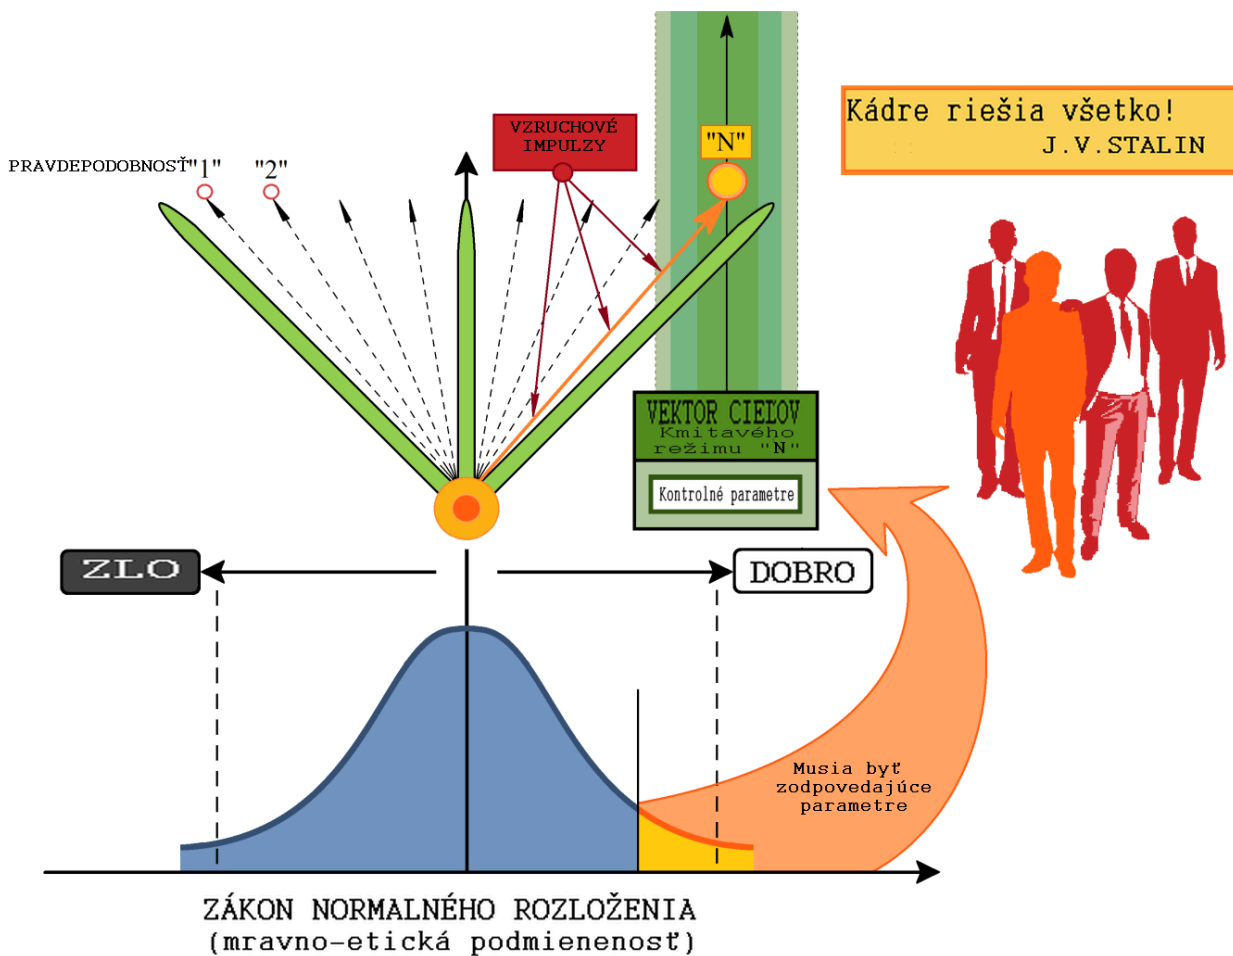 Kádre riešia všetko!
J.V.STALIN
VZRUCHOVÉ
IMPULZY
"N"
PRAVDEPODOBNOSŤ
"1"
"2"
VEKTOR CIEĽOV
Kmitavého
režimu "N"
Kontrolné parametre
ZLO
DOBRO
Musia byť
zodpovedajúce
parametre
ZÁKON NORMALNÉHO ROZLOŽENIA
(mravno-etická podmienenosť)